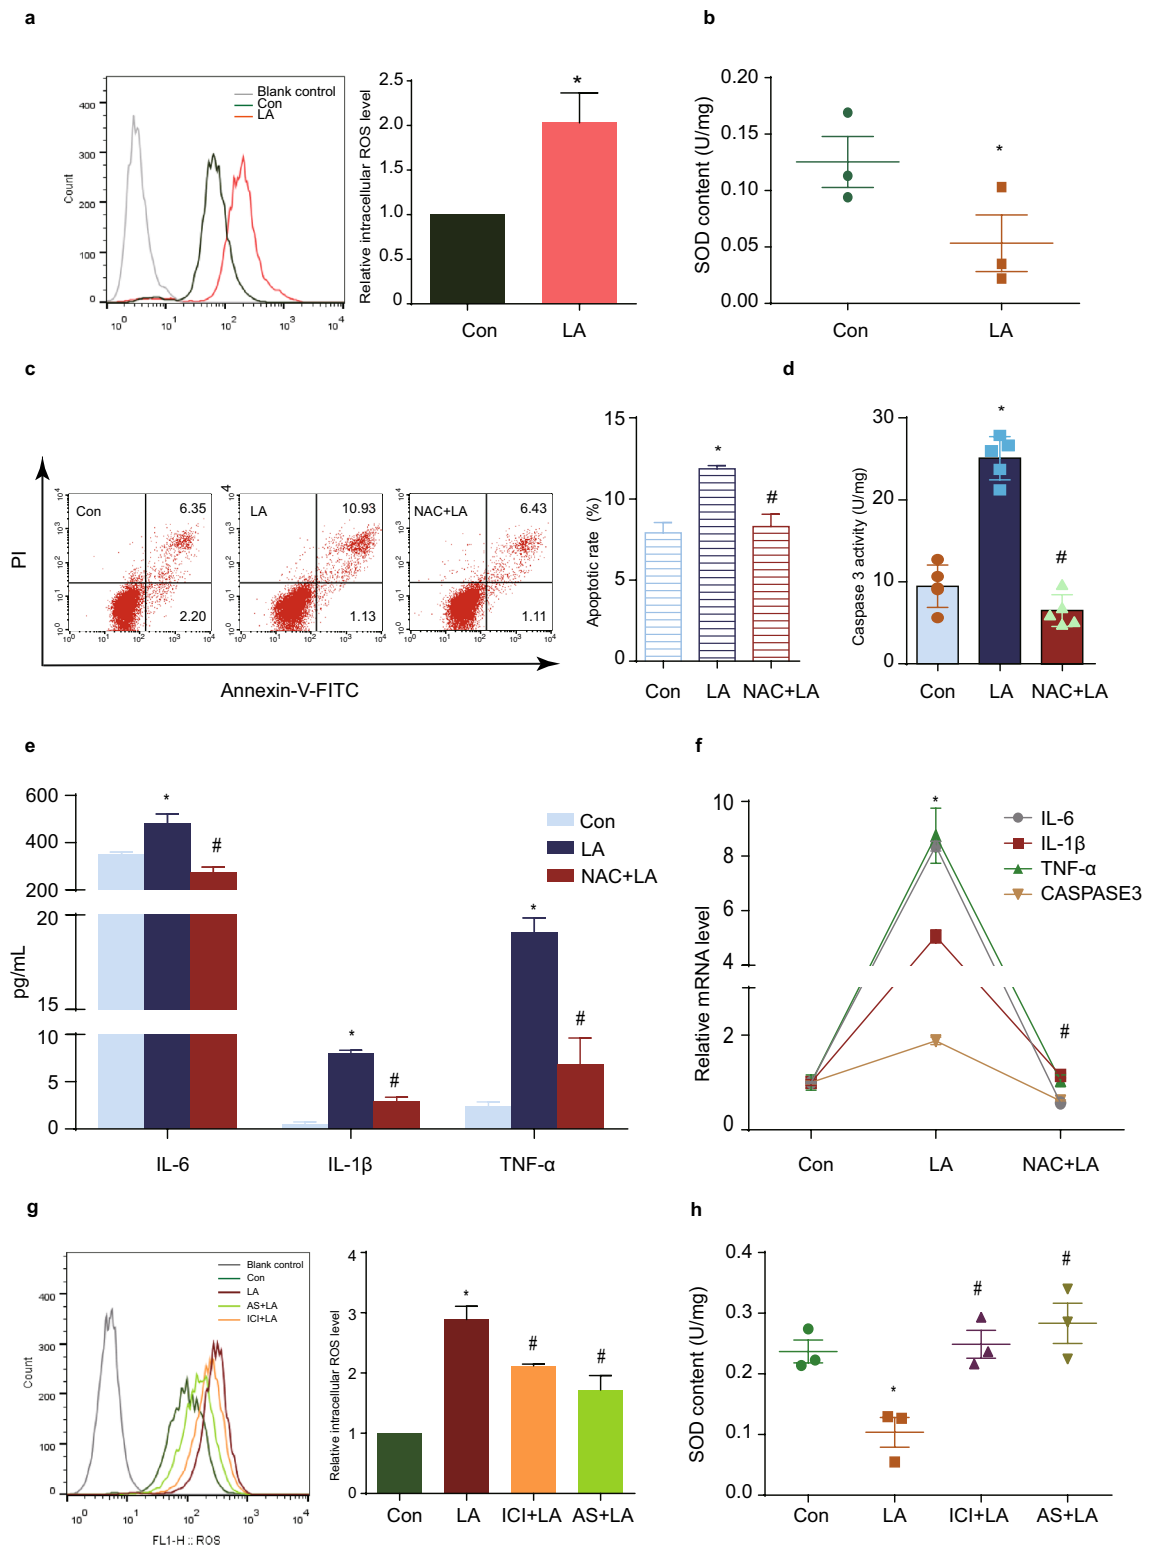 a
b
Blank control
Con
LA
Count
400
300
200
100
0
10^0
10^1
10^2
10^3
10^4
Relative intracellular ROS level
2.5
2.0
1.5
1.0
0.5
0
*
Con
LA
SOD content (U/mg)
0.20
0.15
0.10
0.05
0.00
*
Con
LA
c
d
PI
Con
6.35
2.20
LA
10.93
1.13
NAC+LA
6.43
1.11
10^0
10^1
10^2
10^3
10^4
Annexin-V-FITC
Apoptotic rate (%)
15
10
5
0
*
#
Con
LA
NAC+LA
Caspase 3 activity (U/mg)
30
20
10
0
*
#
Con
LA
NAC+LA
e
f
pg/mL
600
400
200
20
15
10
5
0
*
#
*
#
*
#
Con
LA
NAC+LA
IL-6
IL-1β
TNF-α
Relative mRNA level
10
8
6
4
2
0
*
#
IL-6
IL-1β
TNF-α
CASPASE3
Con
LA
NAC+LA
g
h
Blank control
Con
LA
AS+LA
ICI+LA
Count
400
300
200
100
0
10^0
10^1
10^2
10^3
10^4
FL1-H :: ROS
Relative intracellular ROS level
4
3
2
1
0
*
#
#
Con
LA
ICI+LA
AS+LA
SOD content (U/mg)
0.4
0.3
0.2
0.1
0.0
*
#
#
Con
LA
ICI+LA
AS+LA